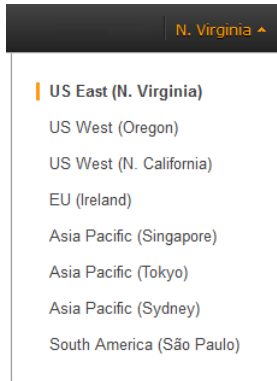 N. Virginia
US East (N. Virginia)
US West (Oregon)
US West (N. California)
EU (Ireland)
Asia Pacific (Singapore)
Asia Pacific (Tokyo)
Asia Pacific (Sydney)
South America (São Paulo)